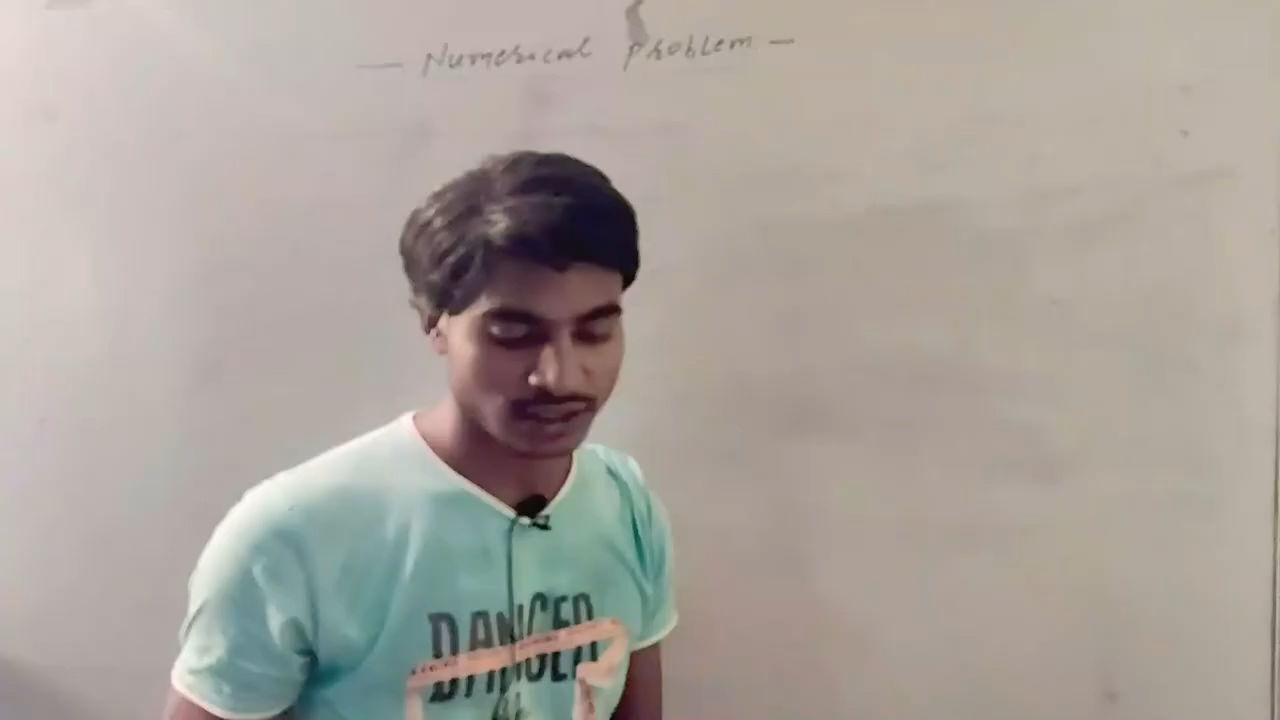 — Numerical Problem —
DANGER